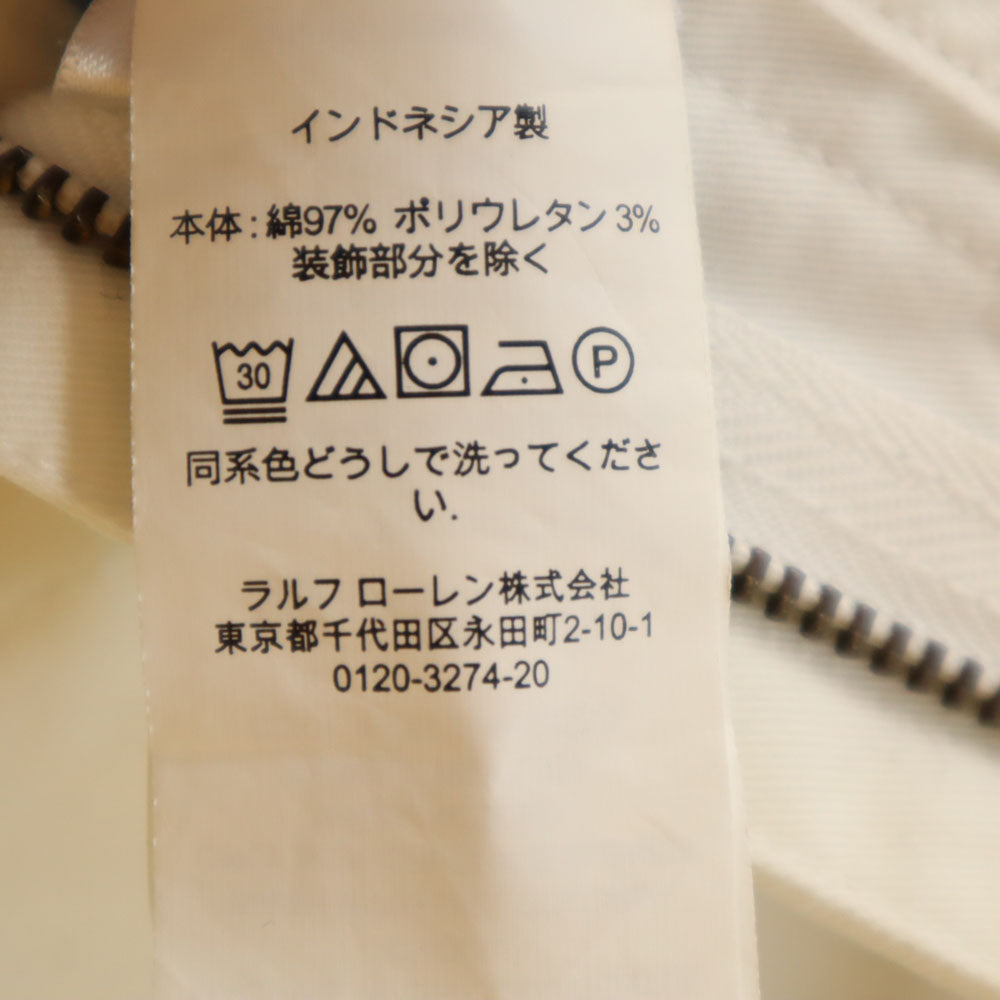 インドネシア製
本体:綿97% ポリウレタン3%
装飾部分を除く
30 P
同系色どうしで洗ってくださ
い.
ラルフ ローレン株式会社
東京都千代田区永田町2-10-1
0120-3274-20